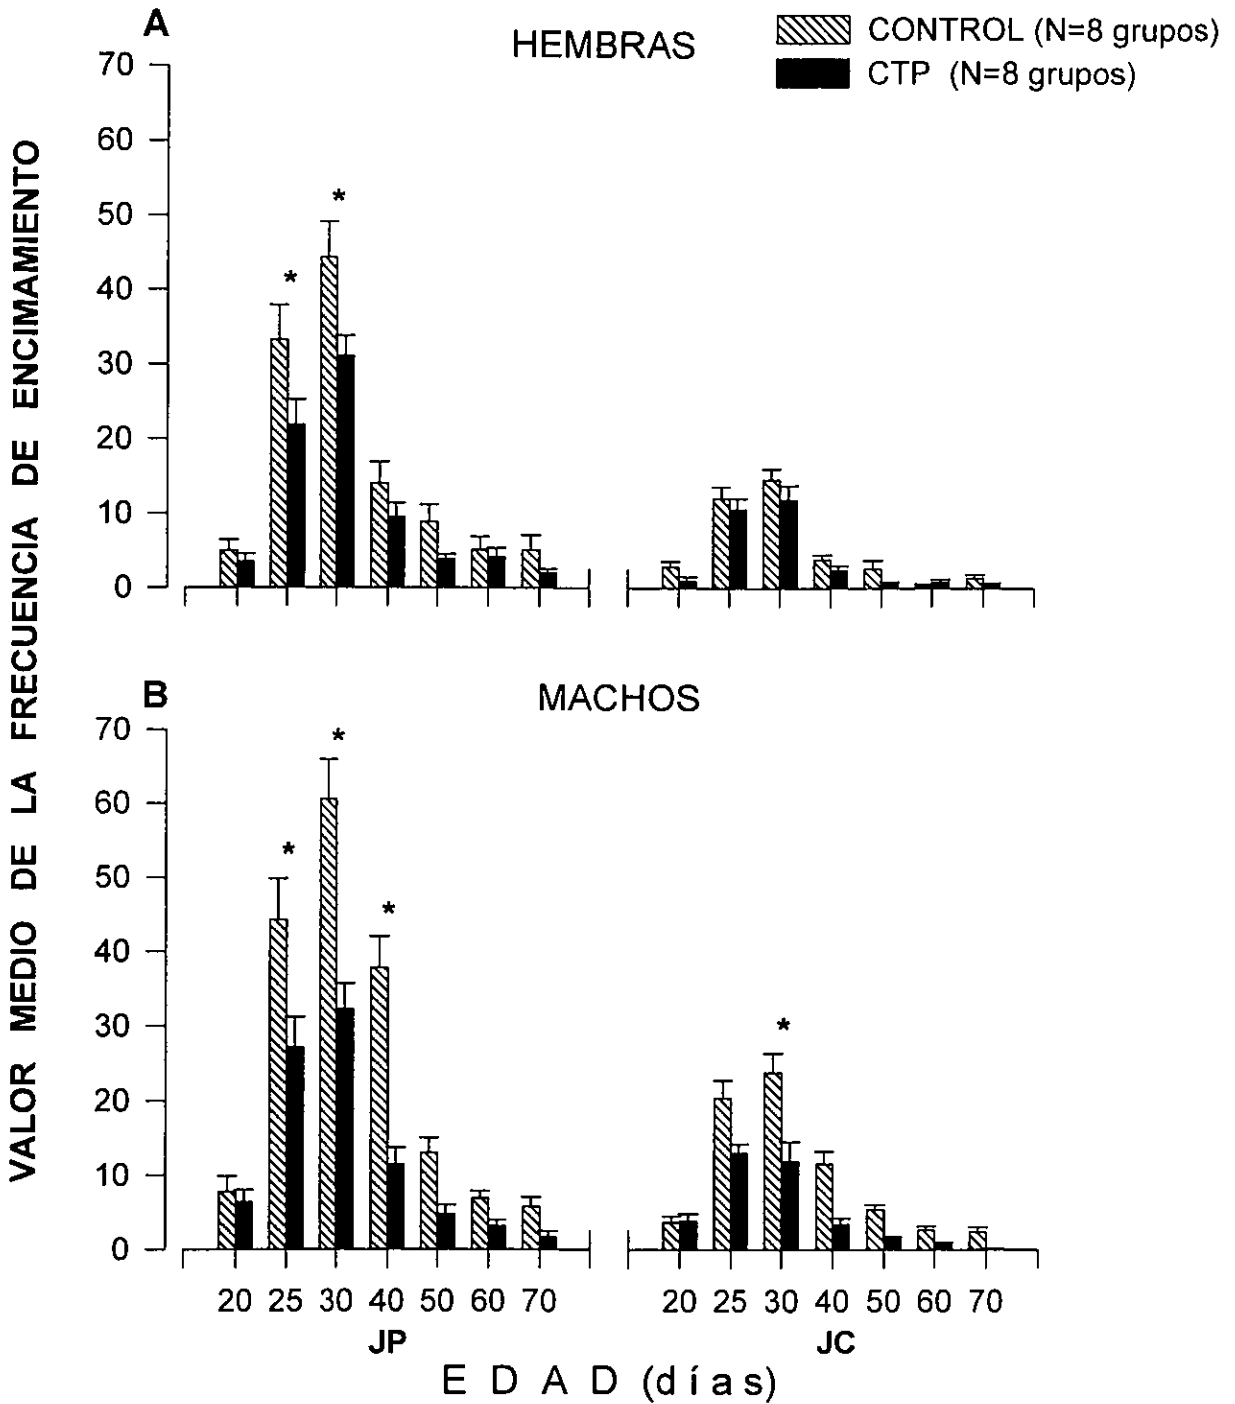 A
HEMBRAS
CONTROL (N=8 grupos)
CTP (N=8 grupos)
VALOR MEDIO DE LA FRECUENCIA DE ENCIMAMIENTO
70
60
50
40
30
20
10
0
*
*
B
MACHOS
70
60
50
40
30
20
10
0
*
*
*
*
20 25 30 40 50 60 70
20 25 30 40 50 60 70
JP
JC
EDAD (días)